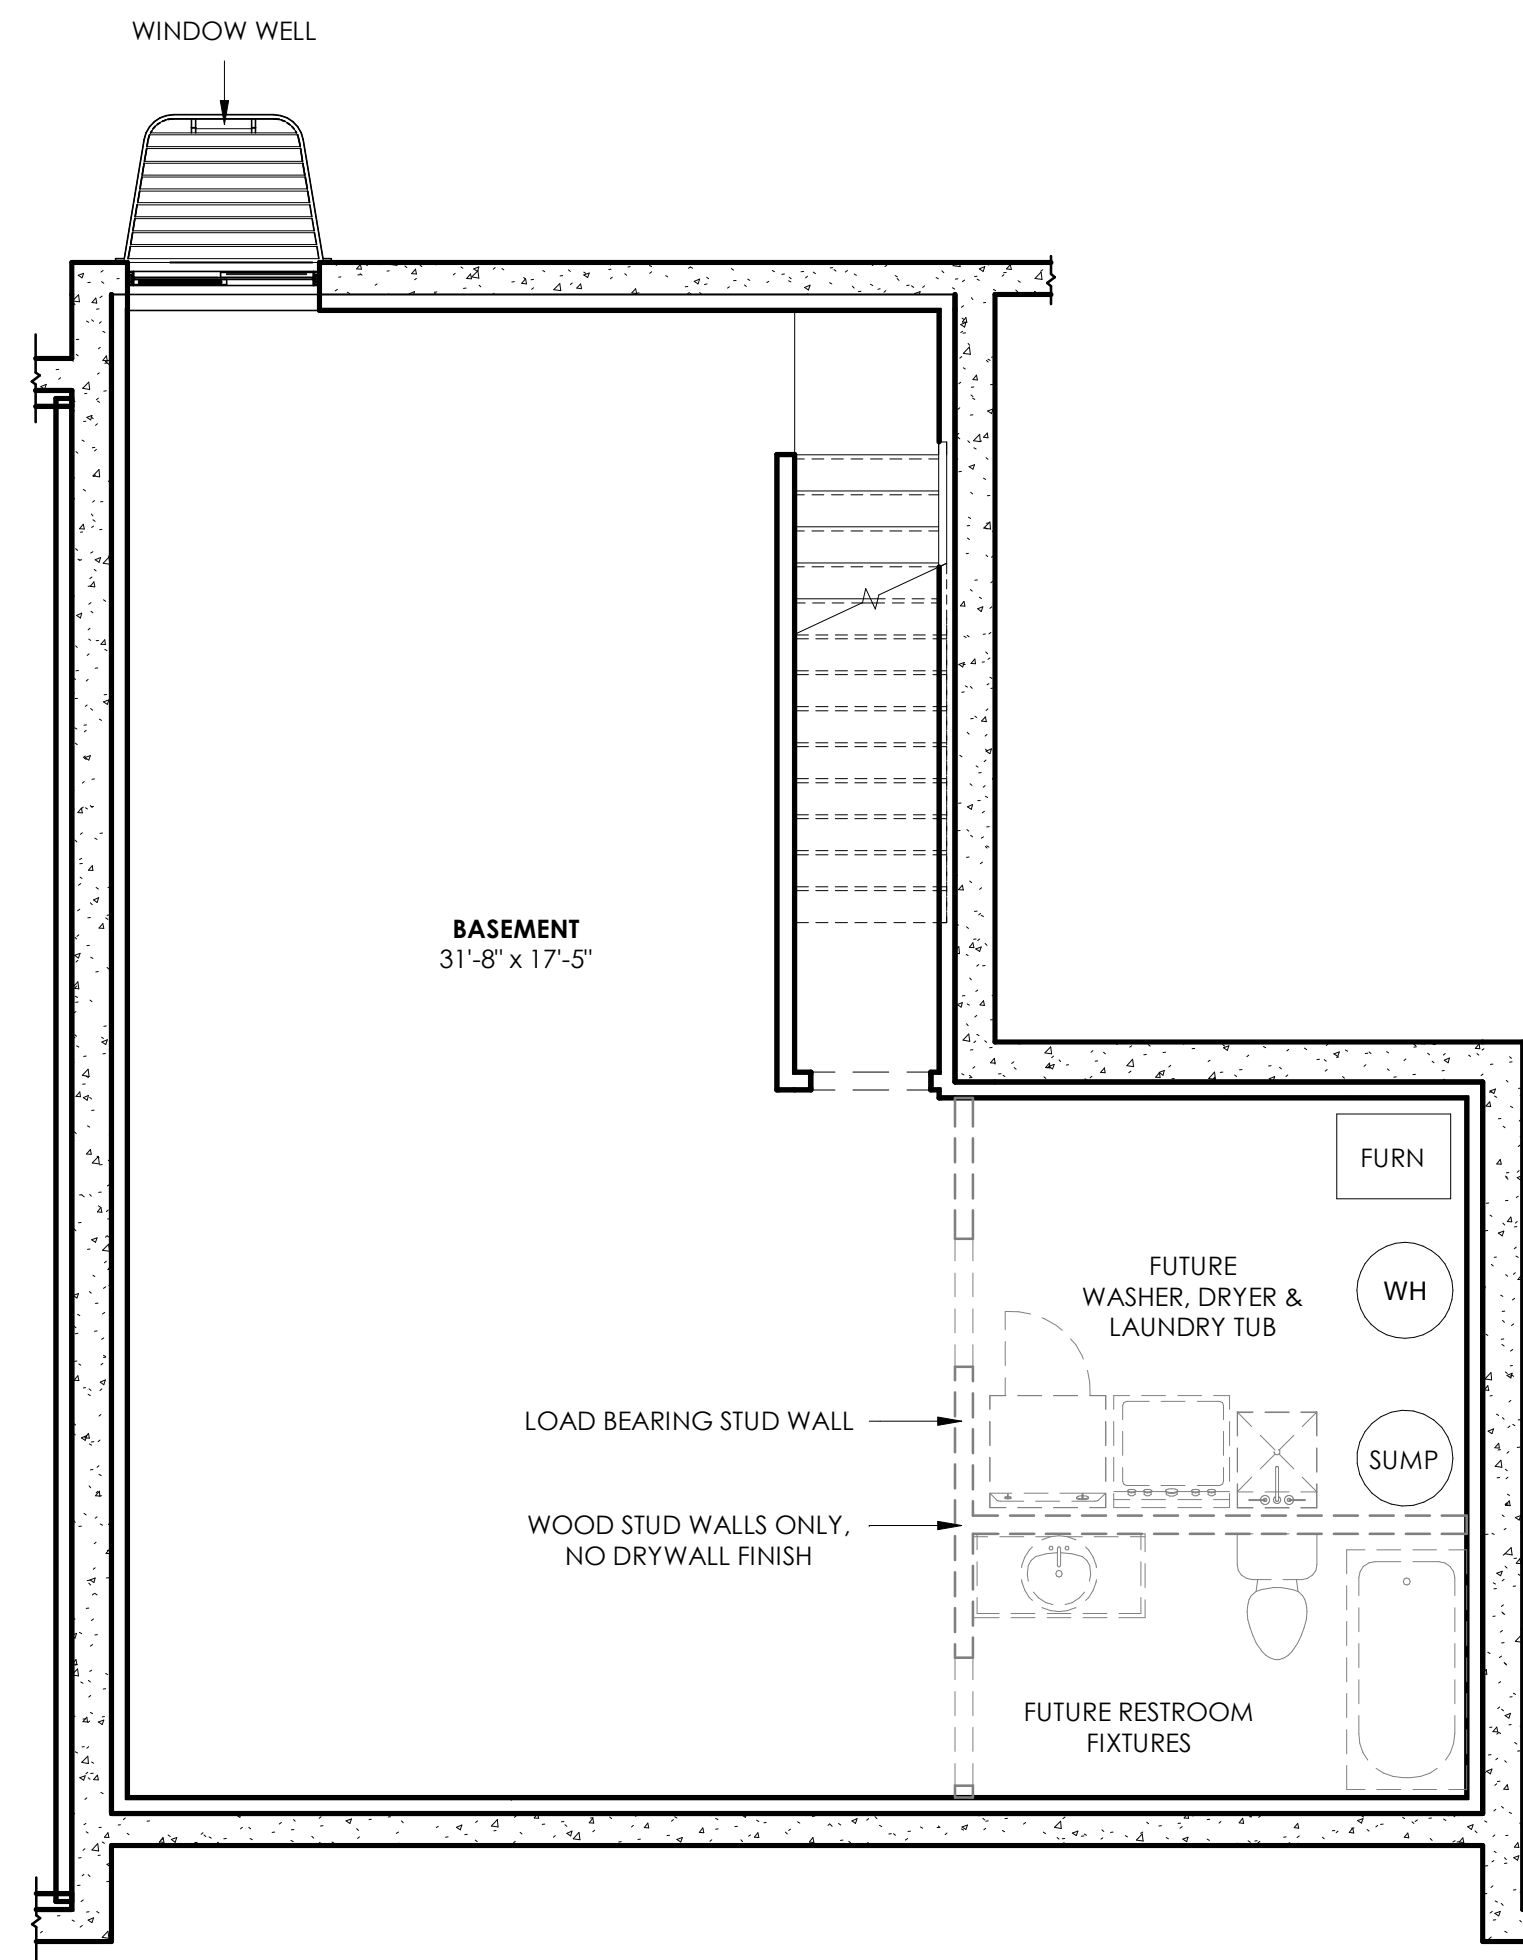 WINDOW WELL
BASEMENT
31'-8" x 17'-5"
FURN
FUTURE
WASHER, DRYER &
LAUNDRY TUB
WH
LOAD BEARING STUD WALL
SUMP
WOOD STUD WALLS ONLY,
NO DRYWALL FINISH
FUTURE RESTROOM
FIXTURES